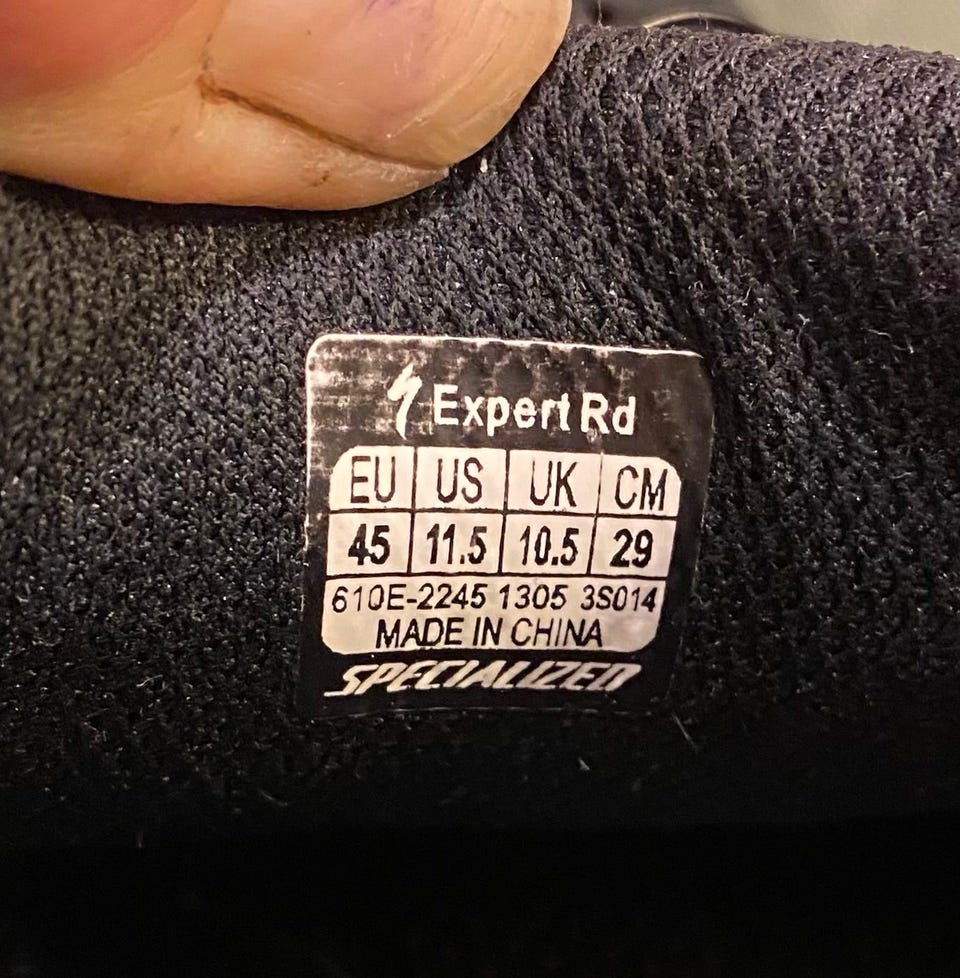 Expert Rd
EU US UK CM
45 11.5 10.5 29
610E-2245 1305 3S014
MADE IN CHINA
SPECIALIZED